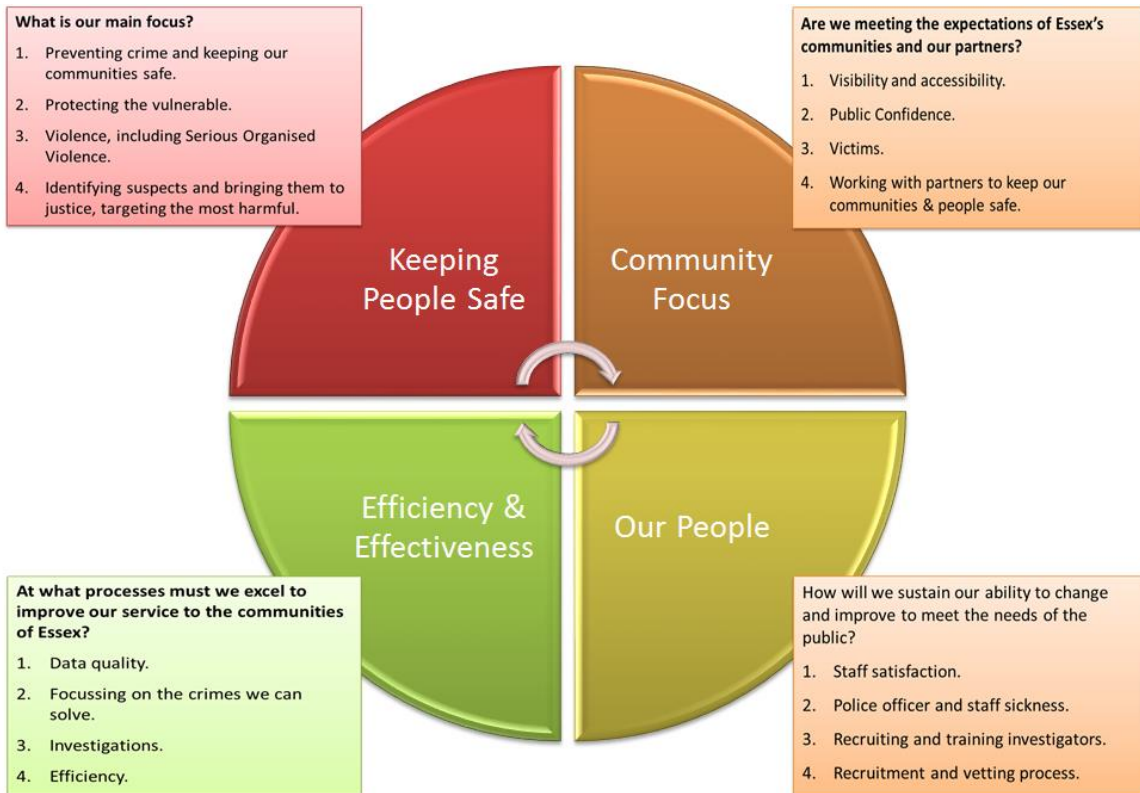 What is our main focus?
1. Preventing crime and keeping our
communities safe.
2. Protecting the vulnerable.
3. Violence, including Serious Organised
Violence.
4. Identifying suspects and bringing them to
justice, targeting the most harmful.
Are we meeting the expectations of Essex's
communities and our partners?
1. Visibility and accessibility.
2. Public Confidence.
3. Victims.
4. Working with partners to keep our
communities & people safe.
Keeping
People Safe
Community
Focus
Efficiency &
Effectiveness
Our People
At what processes must we excel to
improve our service to the communities
of Essex?
1. Data quality.
2. Focussing on the crimes we can
solve.
3. Investigations.
4. Efficiency.
How will we sustain our ability to change
and improve to meet the needs of the
public?
1. Staff satisfaction.
2. Police officer and staff sickness.
3. Recruiting and training investigators.
4. Recruitment and vetting process.